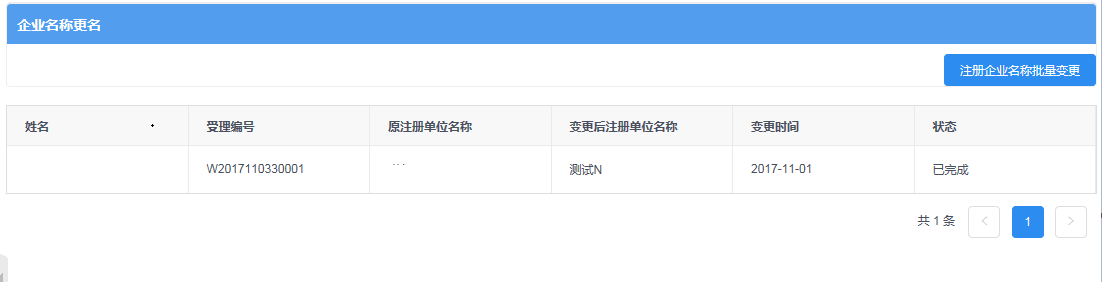 企业名称更名
注册企业名称批量变更
姓名 受理编号 原注册单位名称 变更后注册单位名称 变更时间 状态
W2017110330001 测试N 2017-11-01 已完成
共 1 条 1